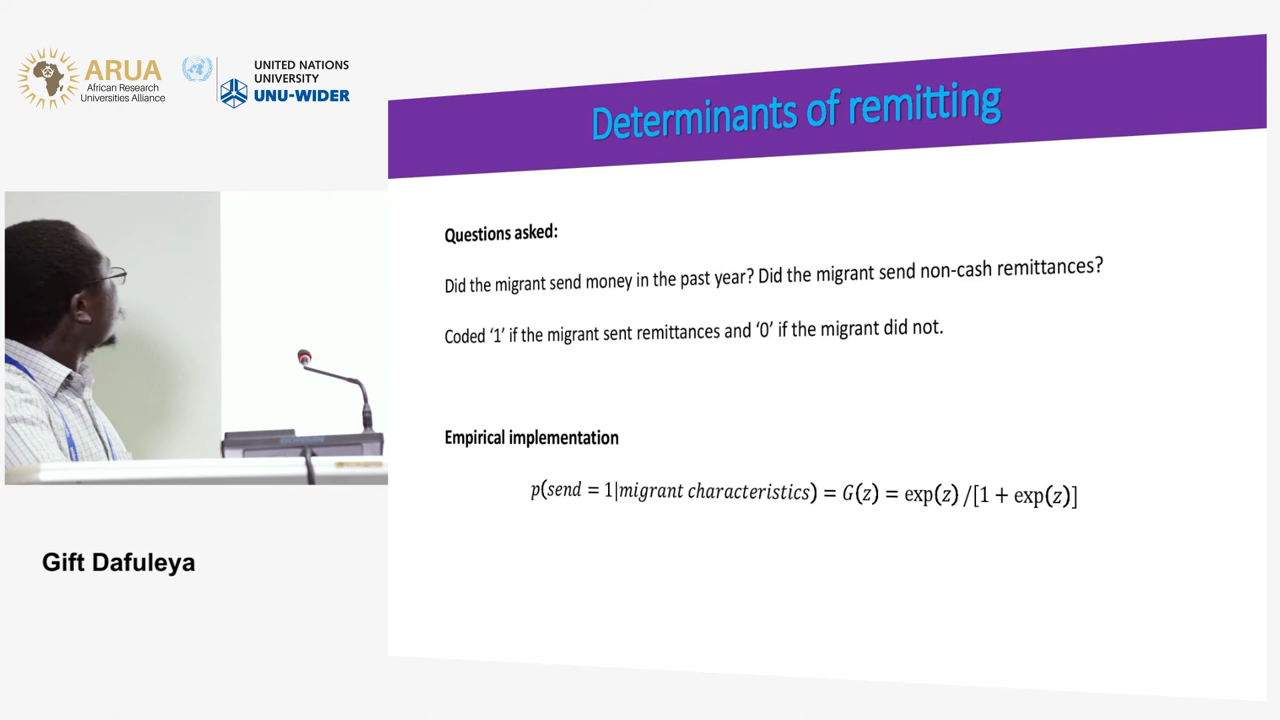 ARUA
African Research
Universities Alliance
UNITED NATIONS
UNIVERSITY
UNU-WIDER
Determinants of remitting
Questions asked:
Did the migrant send money in the past year? Did the migrant send non-cash remittances?
Coded ‘1’ if the migrant sent remittances and ‘0’ if the migrant did not.
Empirical implementation
p(send = 1|migrant characteristics) = G(z) = exp(z) /[1 + exp(z)]
Gift Dafuleya